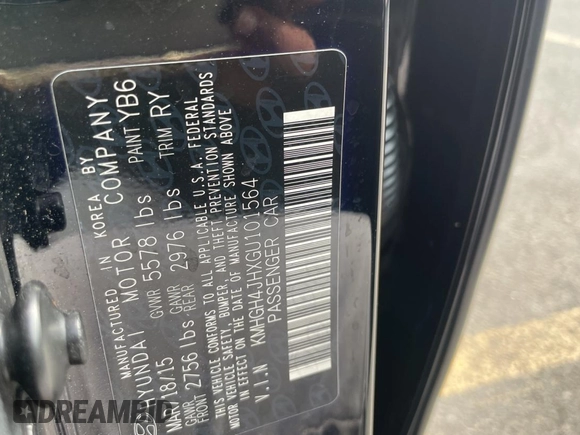 MANUFACTURED IN KOREA BY
HYUNDAI MOTOR COMPANY
MAR/18/15 GVWR 5578 lbs PAINT YB6
GAWR FRONT 2756 lbs GAWR REAR 2976 lbs TRIM RY
THIS VEHICLE CONFORMS TO ALL APPLICABLE U.S.A. FEDERAL
MOTOR VEHICLE SAFETY, BUMPER, AND THEFT PREVENTION STANDARDS
IN EFFECT ON THE DATE OF MANUFACTURE SHOWN ABOVE
V.I.N KMHGH4JHXGU101564
PASSENGER CAR
DREAMBID